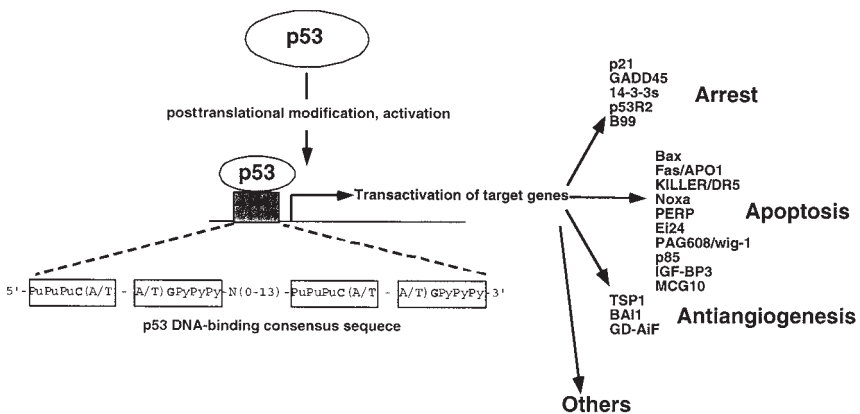 p53
posttranslational modification, activation
p53
Transactivation of target genes
5'-PuPuPuC(A/T) - (A/T)GPyPyPy-N(0-13)-PuPuPuC(A/T - A/T)GPyPyPy-3'
p53 DNA-binding consensus sequece
p21
GADD45
14-3-3s
p53R2
B99
Arrest
Bax
Fas/APO1
KILLER/DR5
Noxa
PERP
Ei24
PAG608/wig-1
p85
IGF-BP3
MCG10
Apoptosis
TSP1
BAI1
GD-AiF
Antiangiogenesis
Others